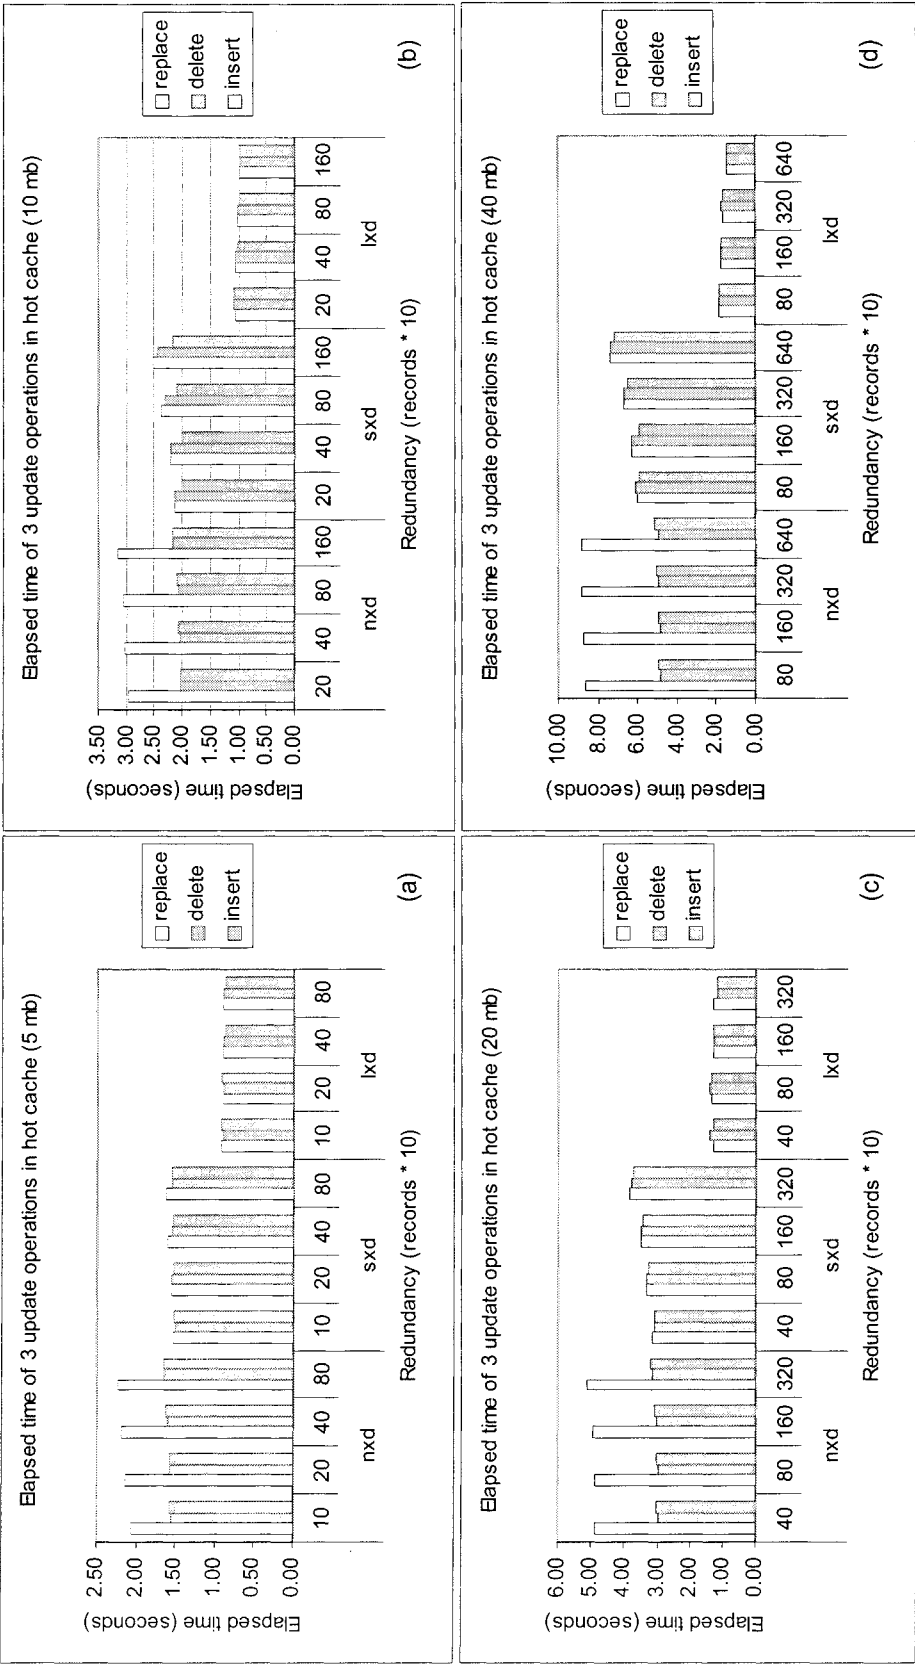 Elapsed time of 3 update operations in hot cache (5 mb)
Elapsed time (seconds)
2.50
2.00
1.50
1.00
0.50
0.00
10 20 40 80 10 20 40 80 10 20 40 80
nxd sxd lxd
Redundancy (records * 10)
replace
delete
insert
(a)
Elapsed time of 3 update operations in hot cache (10 mb)
Elapsed time (seconds)
3.50
3.00
2.50
2.00
1.50
1.00
0.50
0.00
20 40 80 160 20 40 80 160 20 40 80 160
nxd sxd lxd
Redundancy (records * 10)
replace
delete
insert
(b)
Elapsed time of 3 update operations in hot cache (20 mb)
Elapsed time (seconds)
6.00
5.00
4.00
3.00
2.00
1.00
0.00
40 80 160 320 40 80 160 320 40 80 160 320
nxd sxd lxd
Redundancy (records * 10)
replace
delete
insert
(c)
Elapsed time of 3 update operations in hot cache (40 mb)
Elapsed time (seconds)
10.00
8.00
6.00
4.00
2.00
0.00
80 160 320 640 80 160 320 640 80 160 320 640
nxd sxd lxd
Redundancy (records * 10)
replace
delete
insert
(d)